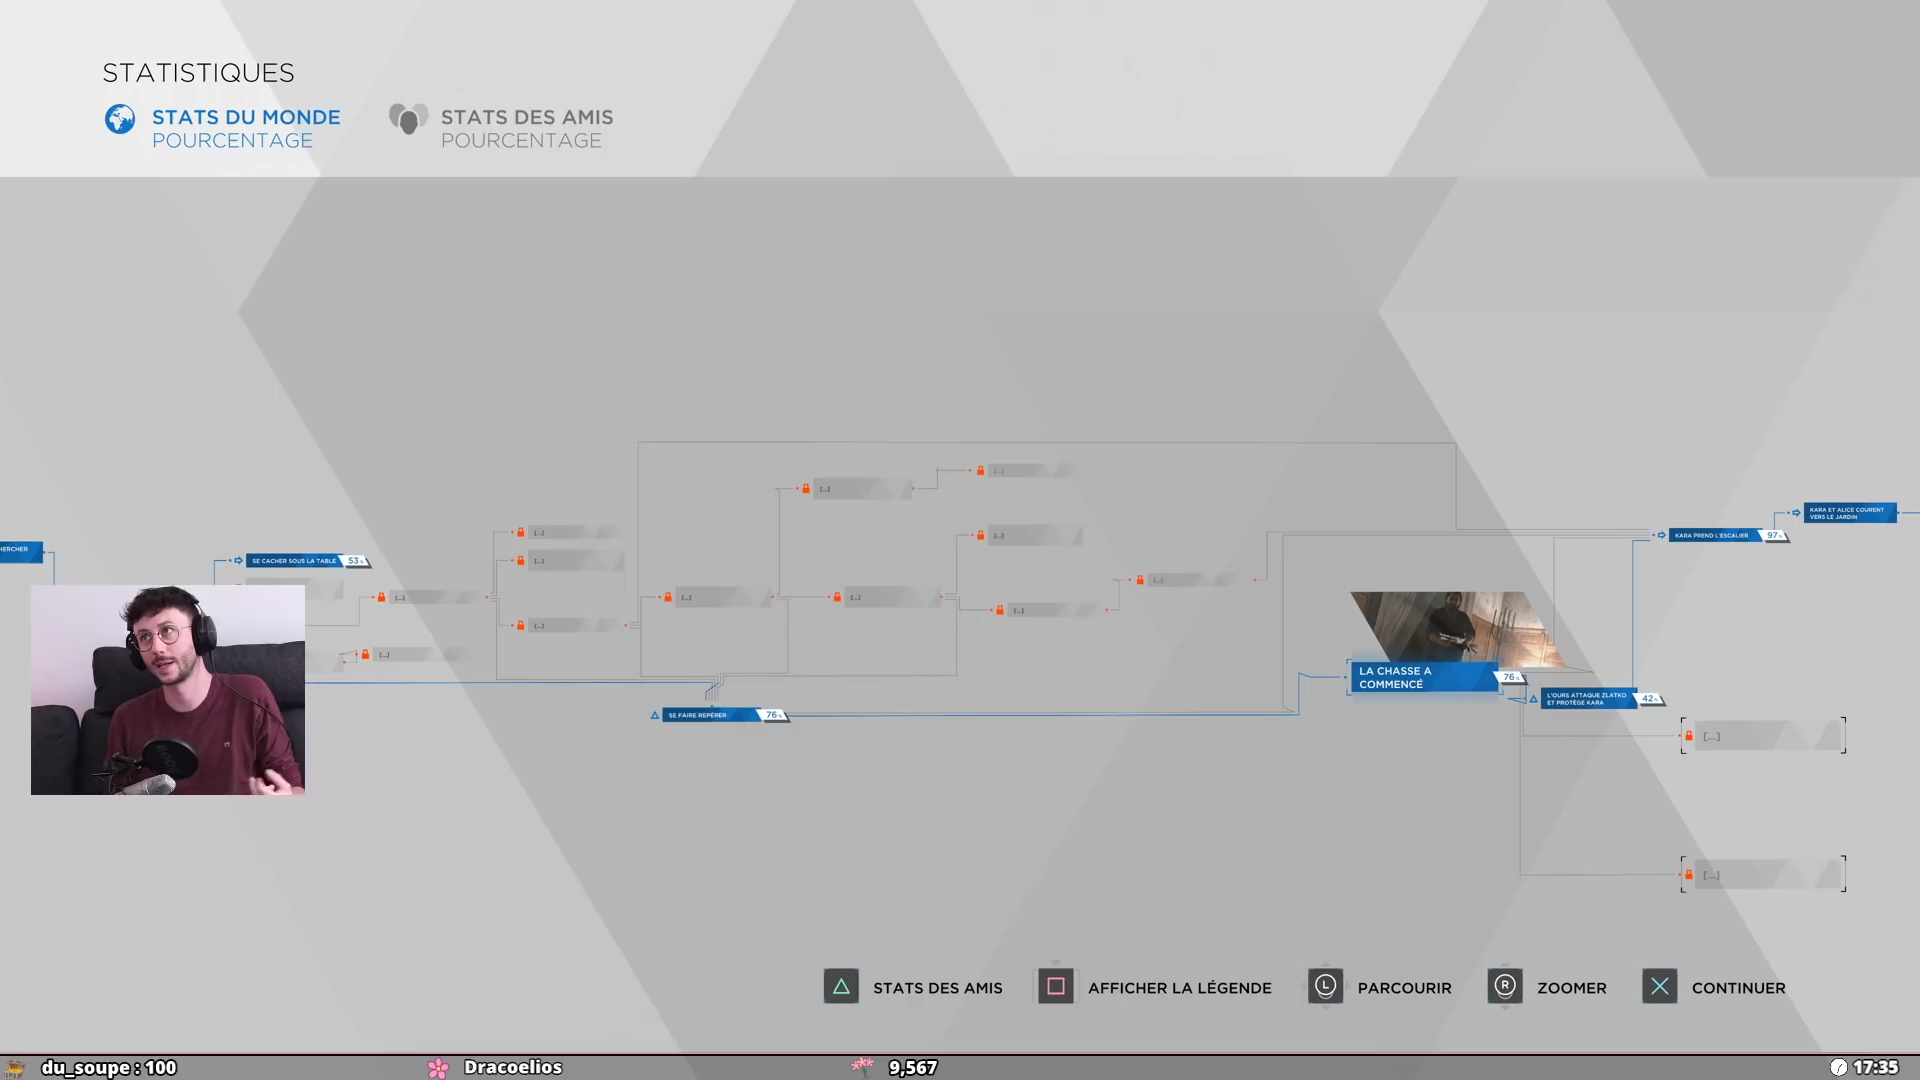 STATISTIQUES
STATS DU MONDE
POURCENTAGE
STATS DES AMIS
POURCENTAGE
[...]
[...]
KARA ET ALICE COURENT
VERS LE JARDIN
[...]
[...]
KARA PREND L'ESCALIER 97%
HERCHER
SE CACHER SOUS LA TABLE 53%
[...]
[...]
[...]
[...]
[...]
[...]
[...]
[...]
LA CHASSE A
COMMENCÉ
76%
L'OURS ATTAQUE ZLATKO
ET PROTÈGE KARA
42%
SE FAIRE REPÉRER 76%
[...]
[...]
STATS DES AMIS
AFFICHER LA LÉGENDE
L
PARCOURIR
R
ZOOMER
CONTINUER
du_soupe : 100
Dracoelios
9,567
17:35